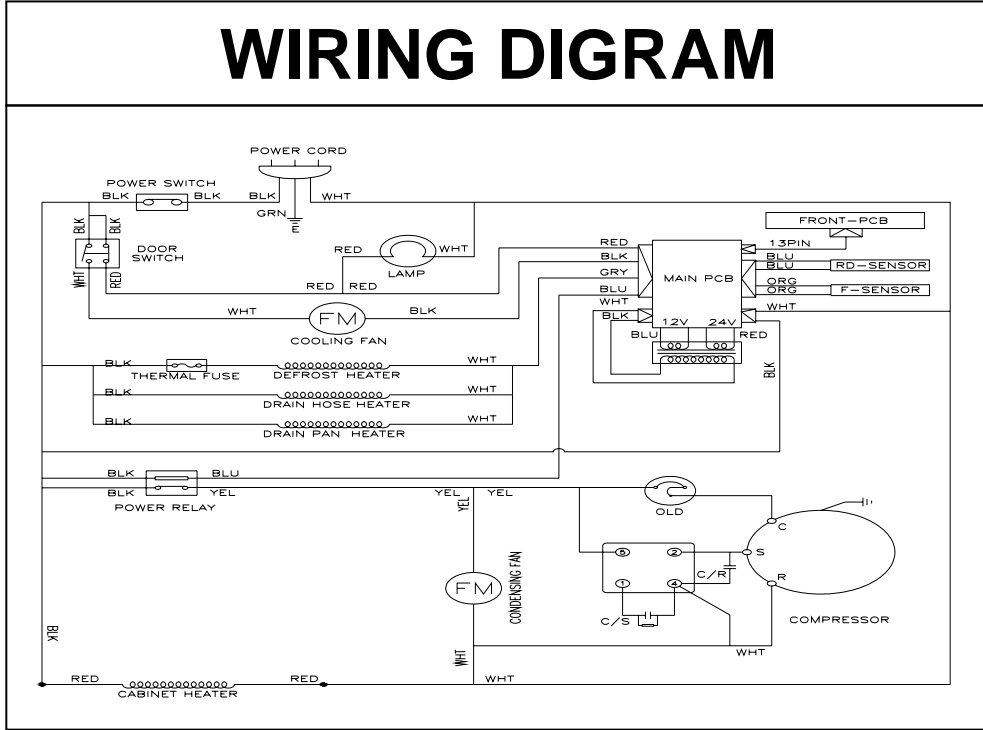 WIRING DIGRAM
POWER CORD
POWER SWITCH
BLK BLK BLK WHT
GRN
E
FRONT-PCB
BLK BLK
DOOR
SWITCH
WHT RED
RED WHT
LAMP
RED RED
RED
BLK
GRY
BLU
WHT
BLK
MAIN PCB
13PIN
BLU
BLU
RD-SENSOR
ORG
ORG
F-SENSOR
WHT
12V 24V
BLU RED
BLK
WHT FM BLK
COOLING FAN
BLK WHT
THERMAL FUSE DEFROST HEATER
BLK WHT
DRAIN HOSE HEATER
BLK WHT
DRAIN PAN HEATER
BLK BLU
BLK YEL YEL YEL
POWER RELAY
YEL
OLD
C
S
R
5 2
1 4
C/R
C/S
FM
CONDENSING FAN
COMPRESSOR
BLK
WHT
WHT
RED RED WHT
CABINET HEATER